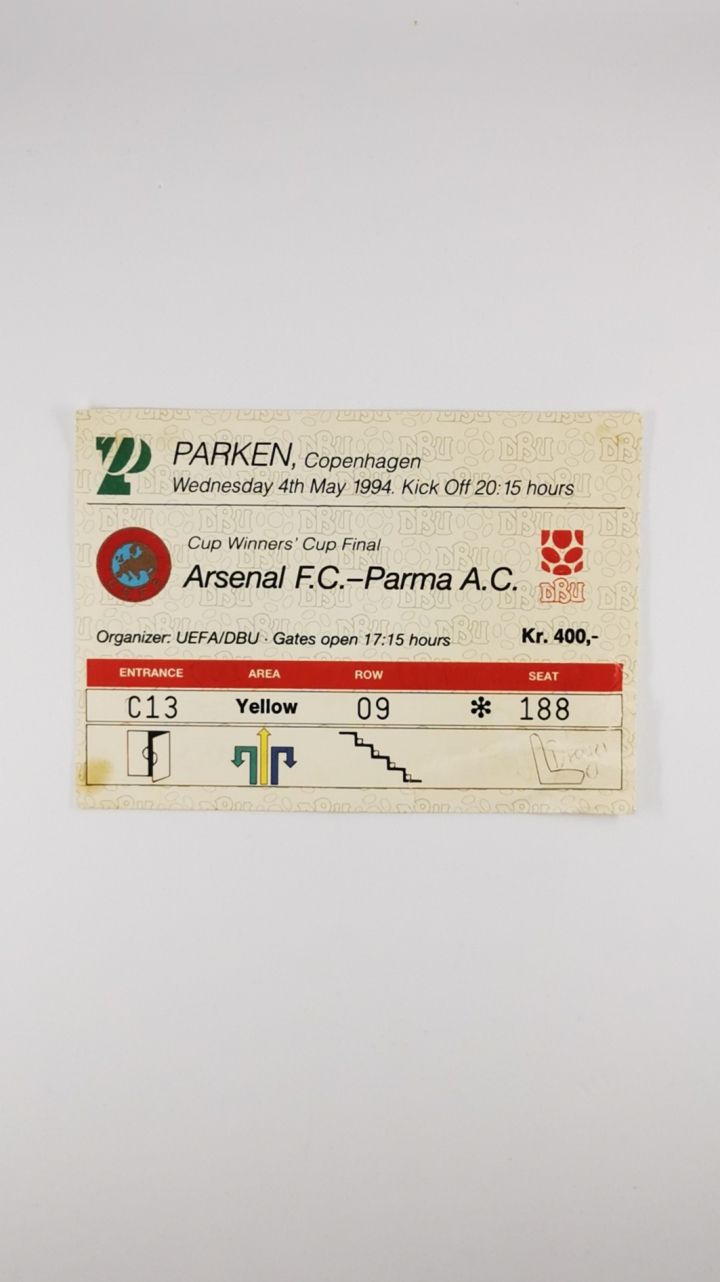 PARKEN, Copenhagen
Wednesday 4th May 1994. Kick Off 20:15 hours
Cup Winners' Cup Final
Arsenal F.C.–Parma A.C.
DBU
Organizer: UEFA/DBU · Gates open 17:15 hours Kr. 400,-
ENTRANCE AREA ROW SEAT
C13 Yellow 09 * 188